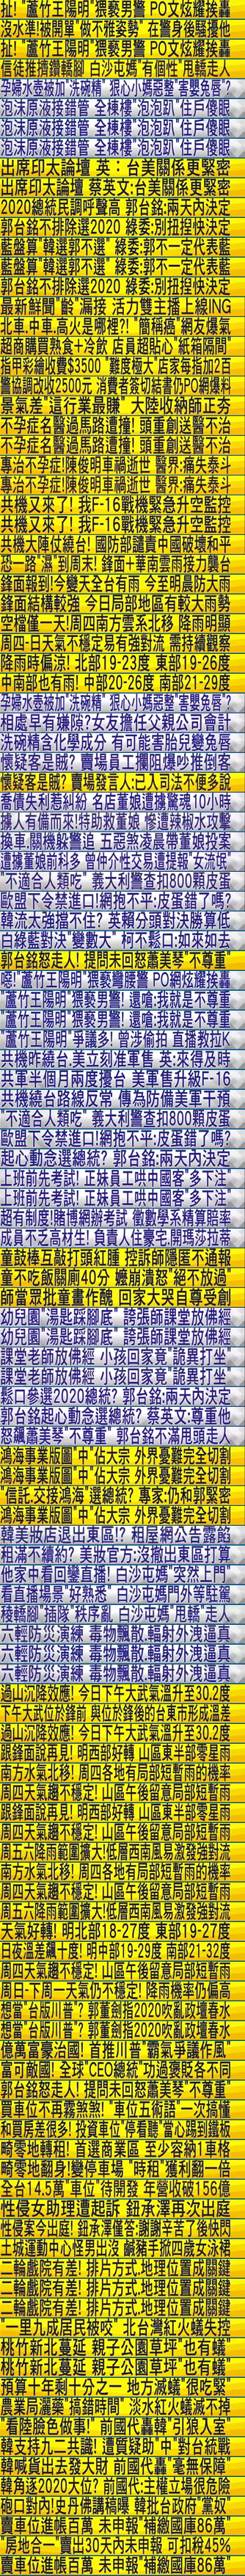 扯! "蘆竹王陽明"猥褻男警 PO文炫耀挨轟
沒水準!被開單"做不雅姿勢" 在警身後騷擾他
扯! "蘆竹王陽明"猥褻男警 PO文炫耀挨轟
信徒推擠鑽轎腳 白沙屯媽"有個性"甩轎走人
孕婦水壺被加"洗碗精" 狠心小媽惡整"害嬰兔唇"?
泡沫原液接錯管 全棟樓"泡泡趴"住戶傻眼
泡沫原液接錯管 全棟樓"泡泡趴"住戶傻眼
泡沫原液接錯管 全棟樓"泡泡趴"住戶傻眼
出席印太論壇 英:台美關係更緊密
出席印太論壇 蔡英文:台美關係更緊密
2020總統民調呼聲高 郭台銘:兩天內決定
郭台銘不排除選2020 綠委:別扭捏快決定
藍盤算"韓選郭不選" 綠委:郭不一定代表藍
藍盤算"韓選郭不選" 綠委:郭不一定代表藍
郭台銘不排除選2020 綠委:別扭捏快決定
最新鮮聞"齡"漏接 活力雙主播上線ING
北車.中車.高火是哪裡?! "簡稱搞"網友爆氣
超商購買熟食+冷飲 店員超貼心"紙箱隔間"
指甲彩繪收費$3500 "難度極大"店家每指加2百
警協調改收2500元 消費者簽切結書仍PO網爆料
景氣差"這行業最賺" 大陸收納師正夯
不孕症名醫過馬路遭撞! 頭重創送醫不治
不孕症名醫過馬路遭撞! 頭重創送醫不治
專治不孕症!陳俊明車禍逝世 醫界:痛失泰斗
專治不孕症!陳俊明車禍逝世 醫界:痛失泰斗
共機又來了! 我F-16戰機緊急升空監控
共機又來了! 我F-16戰機緊急升空監控
共機大陣仗繞台! 國防部譴責中國破壞和平
恐一路"濕"到周末! 鋒面+華南雲雨接力襲台
鋒面報到!今變天全台有雨 今至明晨防大雨
鋒面結構較強 今日局部地區有較大雨勢
空檔僅一天!周四南方雲系北移 降雨明顯
周四-日天氣不穩定易有強對流 需持續觀察
降雨時偏涼! 北部19-23度 東部19-26度
中南部也有雨! 中部20-26度 南部21-29度
孕婦水壺被加"洗碗精" 狠心小媽惡整"害嬰兔唇"?
相處早有嫌隙?女友擔任父親公司會計
洗碗精含化學成分 有可能害胎兒變兔唇
懷疑客是賊? 賣場員工攔阻爆吵推倒客
懷疑客是賊? 賣場發言人:已入司法不便多說
喬債失利惹糾紛 名店董娘遭擄驚魂10小時
擄人有備而來!特助救董娘 慘遭辣椒水攻擊
換車.關機躲警追 五惡煞凌晨帶董娘投案
遭擄董娘前科多 曾仲介性交易遭提報"女流氓"
"不適合人類吃" 義大利警查扣800顆皮蛋
歐盟下令禁進口!網抱不平:皮蛋錯了嗎?
韓流太強擋不住? 英賴分頭對決勝算低
白綠藍對決"變數大" 柯不鬆口:如來如去
郭台銘怒走人! 提問未回怒蕭美琴"不尊重"
噁!"蘆竹王陽明"猥褻彎腰警 PO網炫耀挨轟
"蘆竹王陽明"猥褻男警! 還嗆:我就是不尊重
"蘆竹王陽明"猥褻男警! 還嗆:我就是不尊重
"蘆竹王陽明"爭議多! 曾涉偷拍 直播教拉K
共機昨繞台.美立刻准軍售 英:來得及時
共軍半個月兩度擾台 美軍售升級F-16
共機繞台路線反常 傳為防備美軍干預
"不適合人類吃" 義大利警查扣800顆皮蛋
歐盟下令禁進口!網抱不平:皮蛋錯了嗎?
起心動念選總統? 郭台銘:兩天內決定
上班前先考試! 正妹員工哄中國客"多下注"
上班前先考試! 正妹員工哄中國客"多下注"
超有制度!賭博網辦考試 徵數學系精算賠率
成員不乏高材生! 負責人住豪宅.開瑪莎拉蒂
童鼓棒互敲打頭紅腫 控訴師隱匿不通報
童不吃飯關廁40分 嬤崩潰怒"絕不放過"
師當眾批童畫作醜 回家大哭自尊受創
幼兒園"湯匙踩腳底" 誇張師課堂放佛經
幼兒園"湯匙踩腳底" 誇張師課堂放佛經
課堂老師放佛經 小孩回家竟"詭異打坐"
課堂老師放佛經 小孩回家竟"詭異打坐"
鬆口參選2020總統? 郭台銘:兩天內決定
郭台銘起心動念選總統? 蔡英文:尊重他
怒飆蕭美琴"不尊重" 郭台銘不滿甩頭走人
鴻海事業版圖"中"佔大宗 外界憂難完全切割
鴻海事業版圖"中"佔大宗 外界憂難完全切割
"信託.交接鴻海"選總統? 專家:仍和郭緊密
鴻海事業版圖"中"佔大宗 外界憂難完全切割
韓美妝店退出東區!? 租屋網公告露餡
租滿不續約? 美妝官方:沒撤出東區打算
他家中看回鑾直播! 白沙屯媽"突然上門"
看直播場景"好熟悉" 白沙屯媽門外等駐駕
稜轎腳"插隊"秩序亂 白沙屯媽"甩轎"走人
六輕防災演練 毒物飄散.輻射外洩逼真
六輕防災演練 毒物飄散.輻射外洩逼真
六輕防災演練 毒物飄散.輻射外洩逼真
過山沉降效應! 今日下午大武氣溫升至30.2度
下午大武位於鋒前 與位於鋒後的台東市形成溫差
過山沉降效應! 今日下午大武氣溫升至30.2度
跟鋒面說再見! 明西部好轉 山區東半部零星雨
南方水氣北移! 周四各地有局部短暫雨的機率
周四天氣趨不穩定! 山區午後留意局部短暫雨
跟鋒面說再見! 明西部好轉 山區東半部零星雨
周四天氣趨不穩定! 山區午後留意局部短暫雨
周五六降雨範圍擴大!低層西南風易激發強對流
南方水氣北移! 周四各地有局部短暫雨的機率
周四天氣趨不穩定! 山區午後留意局部短暫雨
周五六降雨範圍擴大!低層西南風易激發強對流
天氣好轉! 明北部18-27度 東部19-27度
日夜溫差飆十度! 明中部19-29度 南部21-32度
周四天氣趨不穩定! 山區午後留意局部短暫雨
周日-下周一天氣仍不穩定! 降雨機率仍偏高
想當"台版川普"? 郭董劍指2020吹亂政壇春水
想當"台版川普"? 郭董劍指2020吹亂政壇春水
億萬富豪治國! 首推川普"霸氣爭議作風
富可敵國! 全球"CEO總統"功過褒貶各不同
郭台銘怒走人! 提問未回怒蕭美琴"不尊重"
買車位不再霧煞煞! "車位五術語"一次搞懂
和買房差很多! 投資車位"停看聽"當心踢到鐵板
畸零地轉租! 首選商業區 至少容納1車格
畸零地翻身!變停車場 "時租"獲利翻一倍
全台14.5萬"車位"待開發 年營收破156億
性侵女助理遭起訴 鈕承澤再次出庭
性侵案今出庭! 鈕承澤僅答:謝謝辛苦了後快閃
土城運動中心怪男出沒 鹹豬手掀四歲女泳裙
二輪戲院有差! 排片方式.地理位置成關鍵
二輪戲院有差! 排片方式.地理位置成關鍵
二輪戲院有差! 排片方式.地理位置成關鍵
"一里九成居民被咬" 北台灣紅火蟻失控
桃竹新北蔓延 親子公園草坪"也有蟻"
桃竹新北蔓延 親子公園草坪"也有蟻"
預算十年剩十分之一 地方滅蟻"很吃緊"
農業局灑藥"搞錯時間" 淡水紅火蟻滅不掉
"看陸臉色做事!" 前國代轟韓"引狼入室"
韓支持九二共識! 遭質疑助"中"對台統戰
韓喊貨出去發大財 前國代轟"毫無保障"
韓角逐2020大位? 前國代:主權立場很危險
砲口對內!史丹佛講稿曝 韓批台政府"黨奴"
賣車位進帳百萬 未申報"補繳國庫86萬"
"房地合一"賣出30天內未申報 可扣稅45%
賣車位進帳百萬 未申報"補繳國庫86萬"